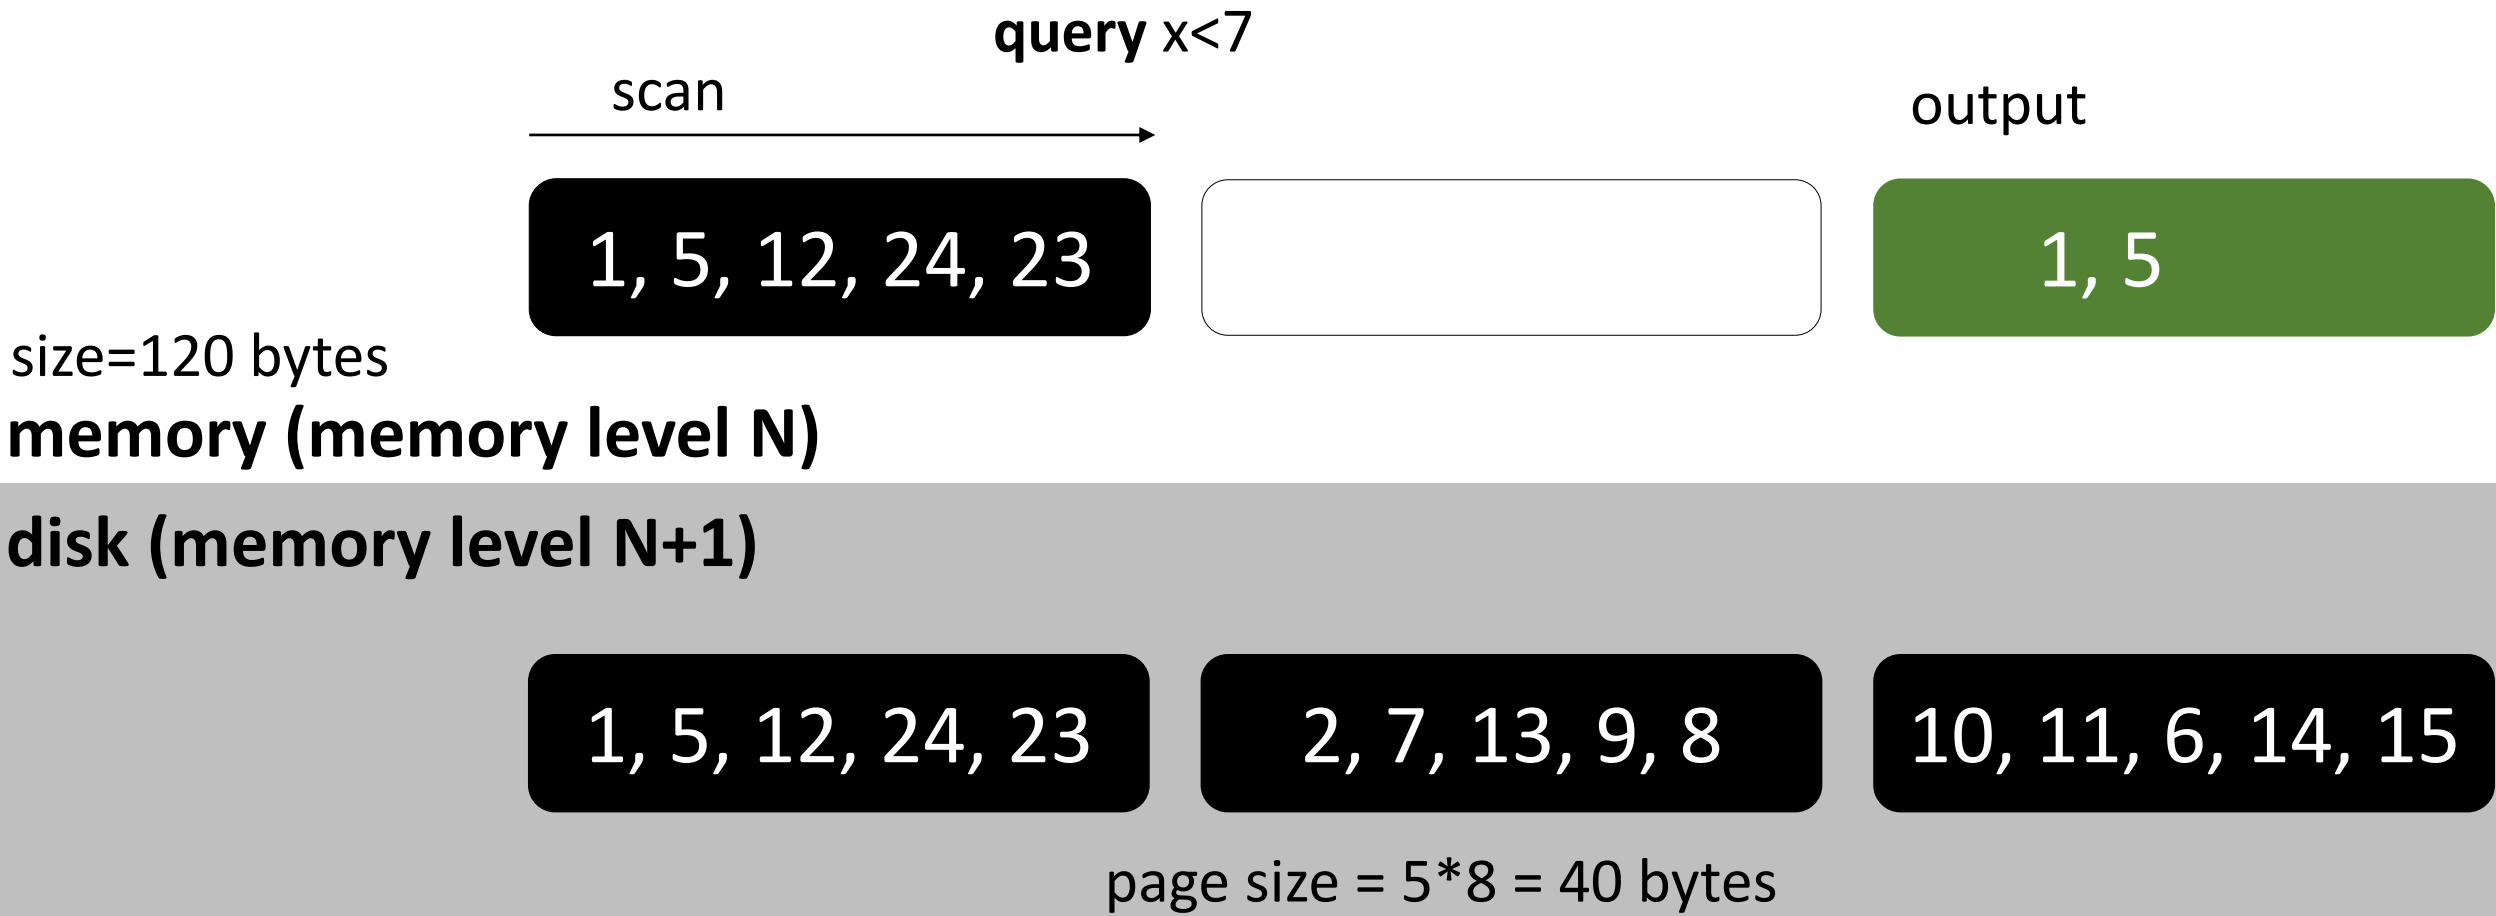 query x<7
scan
output
1, 5, 12, 24, 23
1, 5
size=120 bytes
memory (memory level N)
disk (memory level N+1)
1, 5, 12, 24, 23
2, 7, 13, 9, 8
10, 11, 6, 14, 15
page size = 5*8 = 40 bytes